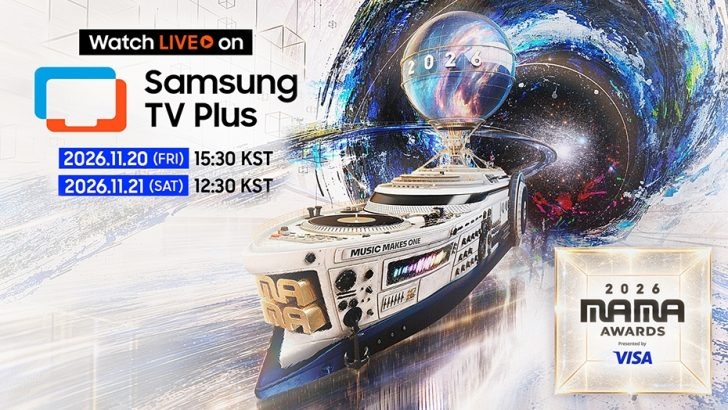 Watch LIVE on
Samsung
TV Plus
2026.11.20 (FRI) 15:30 KST
2026.11.21 (SAT) 12:30 KST
2026
MUSIC MAKES ONE
MAMA
2026
MAMA
AWARDS
Presented by
VISA